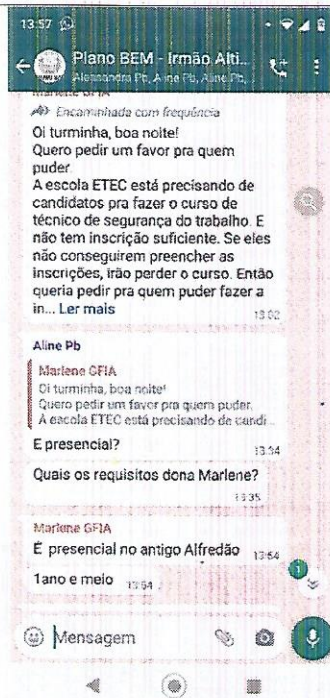 13:57
Plano BEM - Irmão Alti...
Alessandra Pb, Aline Pb, Aline Pb,
Marlene GFIA
Encaminhada com frequência
Oi turminha, boa noite!
Quero pedir um favor pra quem
puder.
A escola ETEC está precisando de
candidatos pra fazer o curso de
técnico de segurança do trabalho. E
não tem inscrição suficiente. Se eles
não conseguirem preencher as
inscrições, irão perder o curso. Então
queria pedir pra quem puder fazer a
in... Ler mais
Aline Pb
Marlene GFIA
Oi turminha, boa noite!
Quero pedir um favor pra quem puder.
A escola ETEC está precisando de candi...
E presencial?
13:34
Quais os requisitos dona Marlene?
13:35
Marlene GFIA
É presencial no antigo Alfredão
13:54
1ano e meio
13:54
1
Mensagem